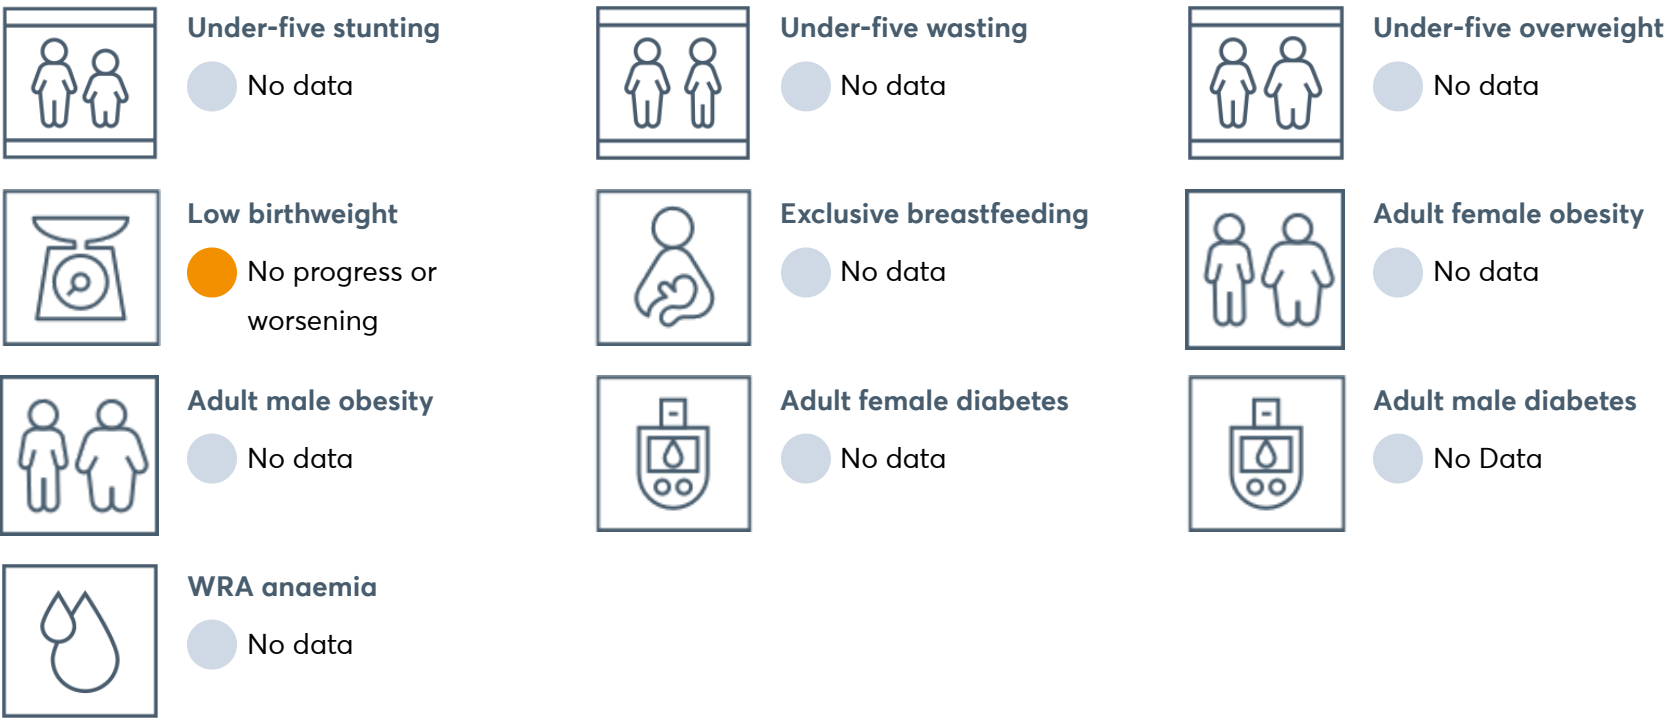 Under-five stunting
No data
Under-five wasting
No data
Under-five overweight
No data
Low birthweight
No progress or
worsening
Exclusive breastfeeding
No data
Adult female obesity
No data
Adult male obesity
No data
Adult female diabetes
No data
Adult male diabetes
No Data
WRA anaemia
No data